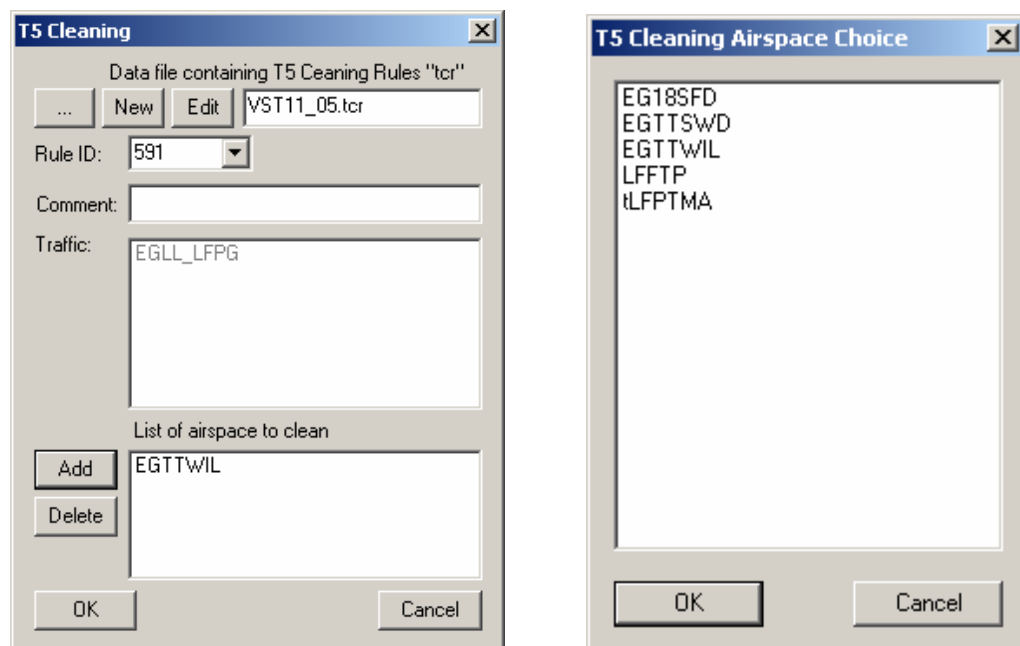 T5 Cleaning
Data file containing T5 Ceaning Rules "tcr"
... New Edit VST11_05.tcr
Rule ID: 591
Comment:
Traffic: EGLL_LFPG
List of airspace to clean
Add EGTTWIL
Delete
OK Cancel
T5 Cleaning Airspace Choice
EG18SFD
EGTTSWD
EGTTWIL
LFFTP
tLFPTMA
OK Cancel